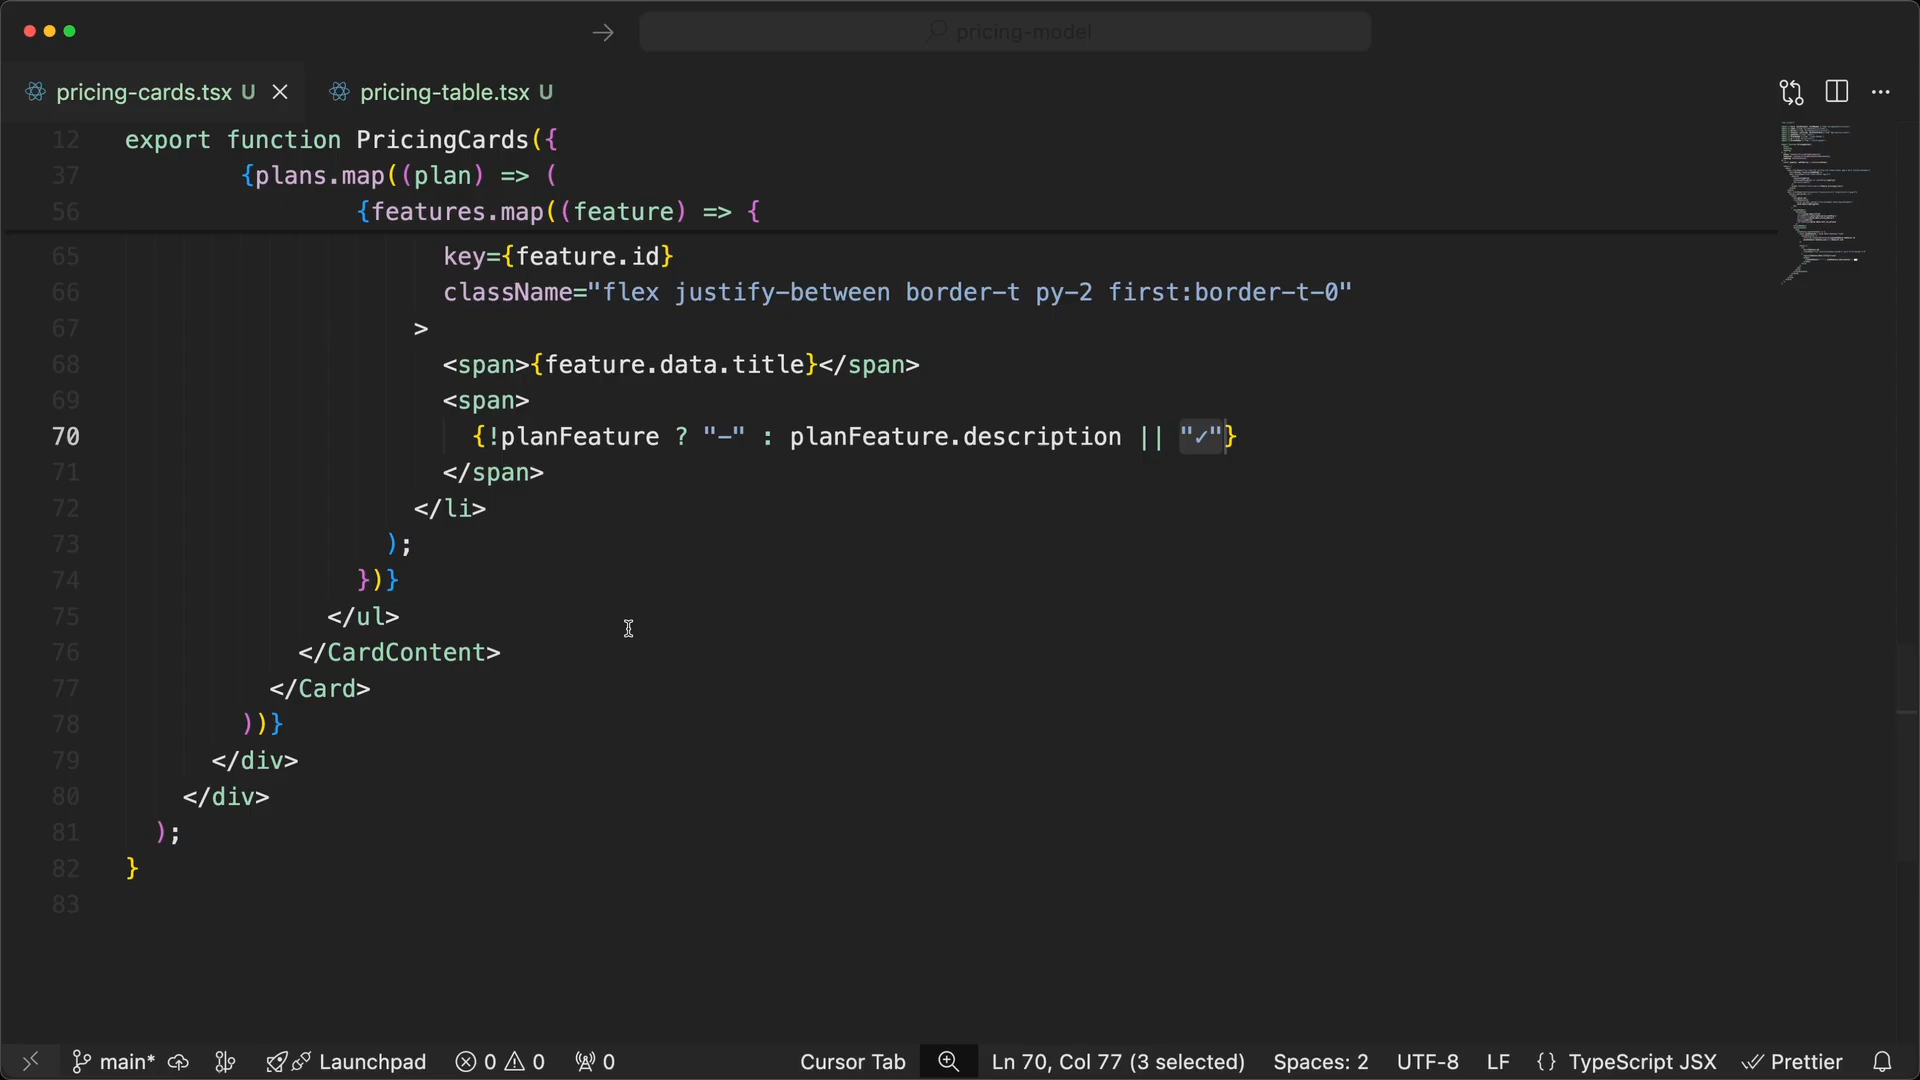 pricing-model
pricing-cards.tsx U
pricing-table.tsx U
12 export function PricingCards({
37 {plans.map((plan) => (
56 {features.map((feature) => {
65 key={feature.id}
66 className="flex justify-between border-t py-2 first:border-t-0"
67 >
68 <span>{feature.data.title}</span>
69 <span>
70 {!planFeature ? "-" : planFeature.description || "✓"}
71 </span>
72 </li>
73 );
74 })}
75 </ul>
76 </CardContent>
77 </Card>
78 ))}
79 </div>
80 </div>
81 );
82 }
83
main* Launchpad 0 0 0 Cursor Tab Ln 70, Col 77 (3 selected) Spaces: 2 UTF-8 LF {} TypeScript JSX Prettier